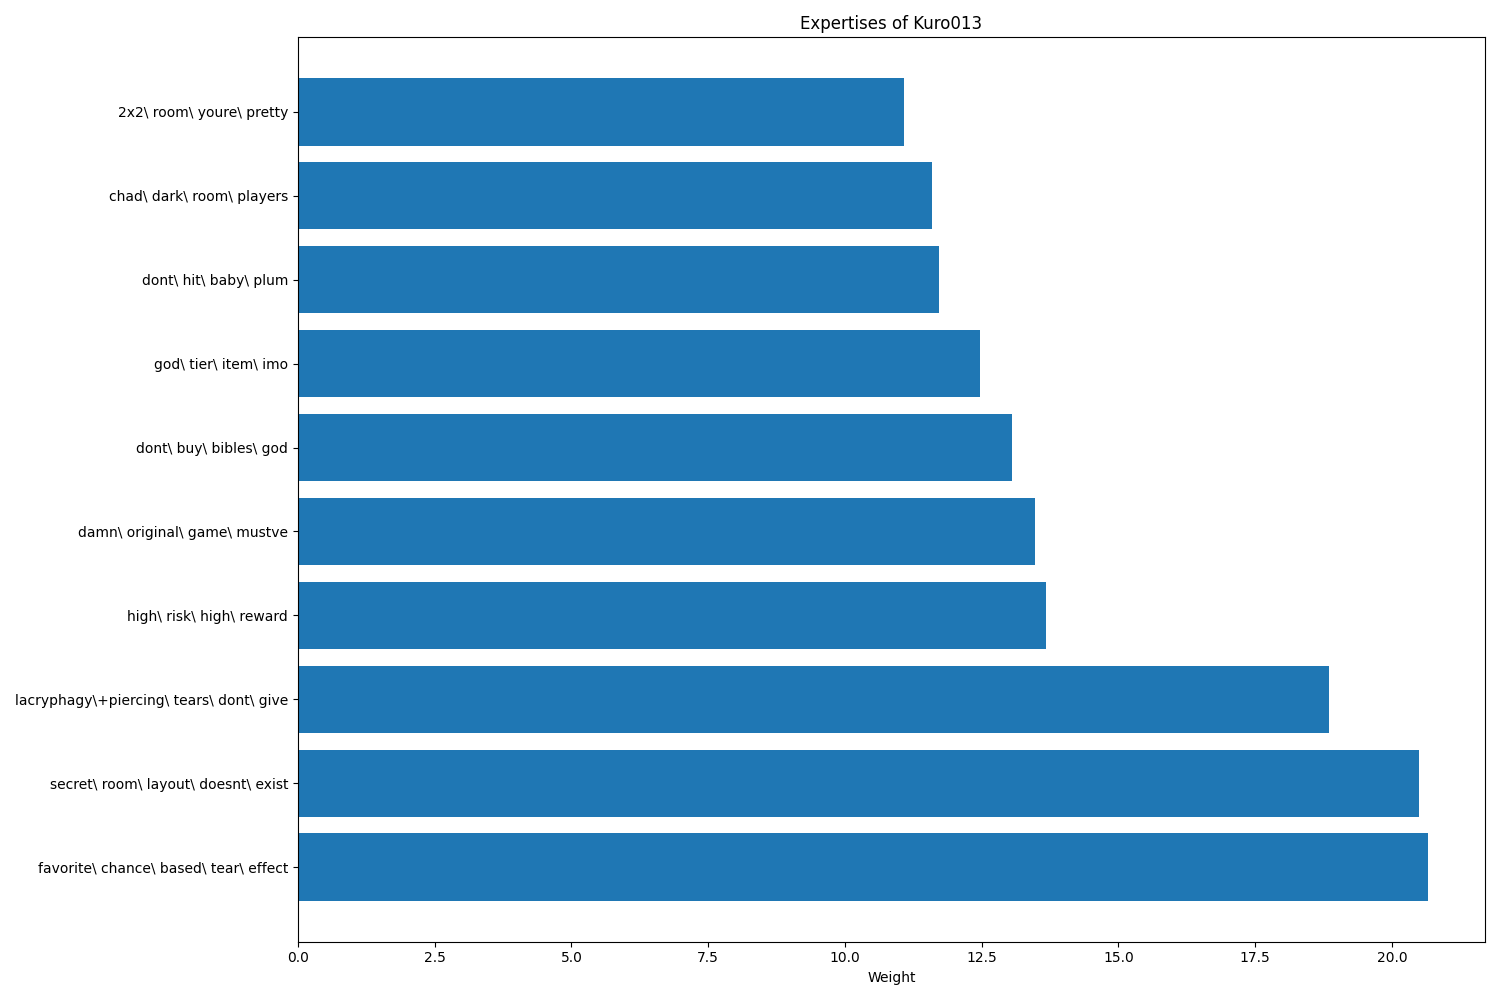 Expertises of Kuro013
2x2\ room\ youre\ pretty
chad\ dark\ room\ players
dont\ hit\ baby\ plum
god\ tier\ item\ imo
dont\ buy\ bibles\ god
damn\ original\ game\ mustve
high\ risk\ high\ reward
lacryphagy\+piercing\ tears\ dont\ give
secret\ room\ layout\ doesnt\ exist
favorite\ chance\ based\ tear\ effect
0.0 2.5 5.0 7.5 10.0 12.5 15.0 17.5 20.0
Weight